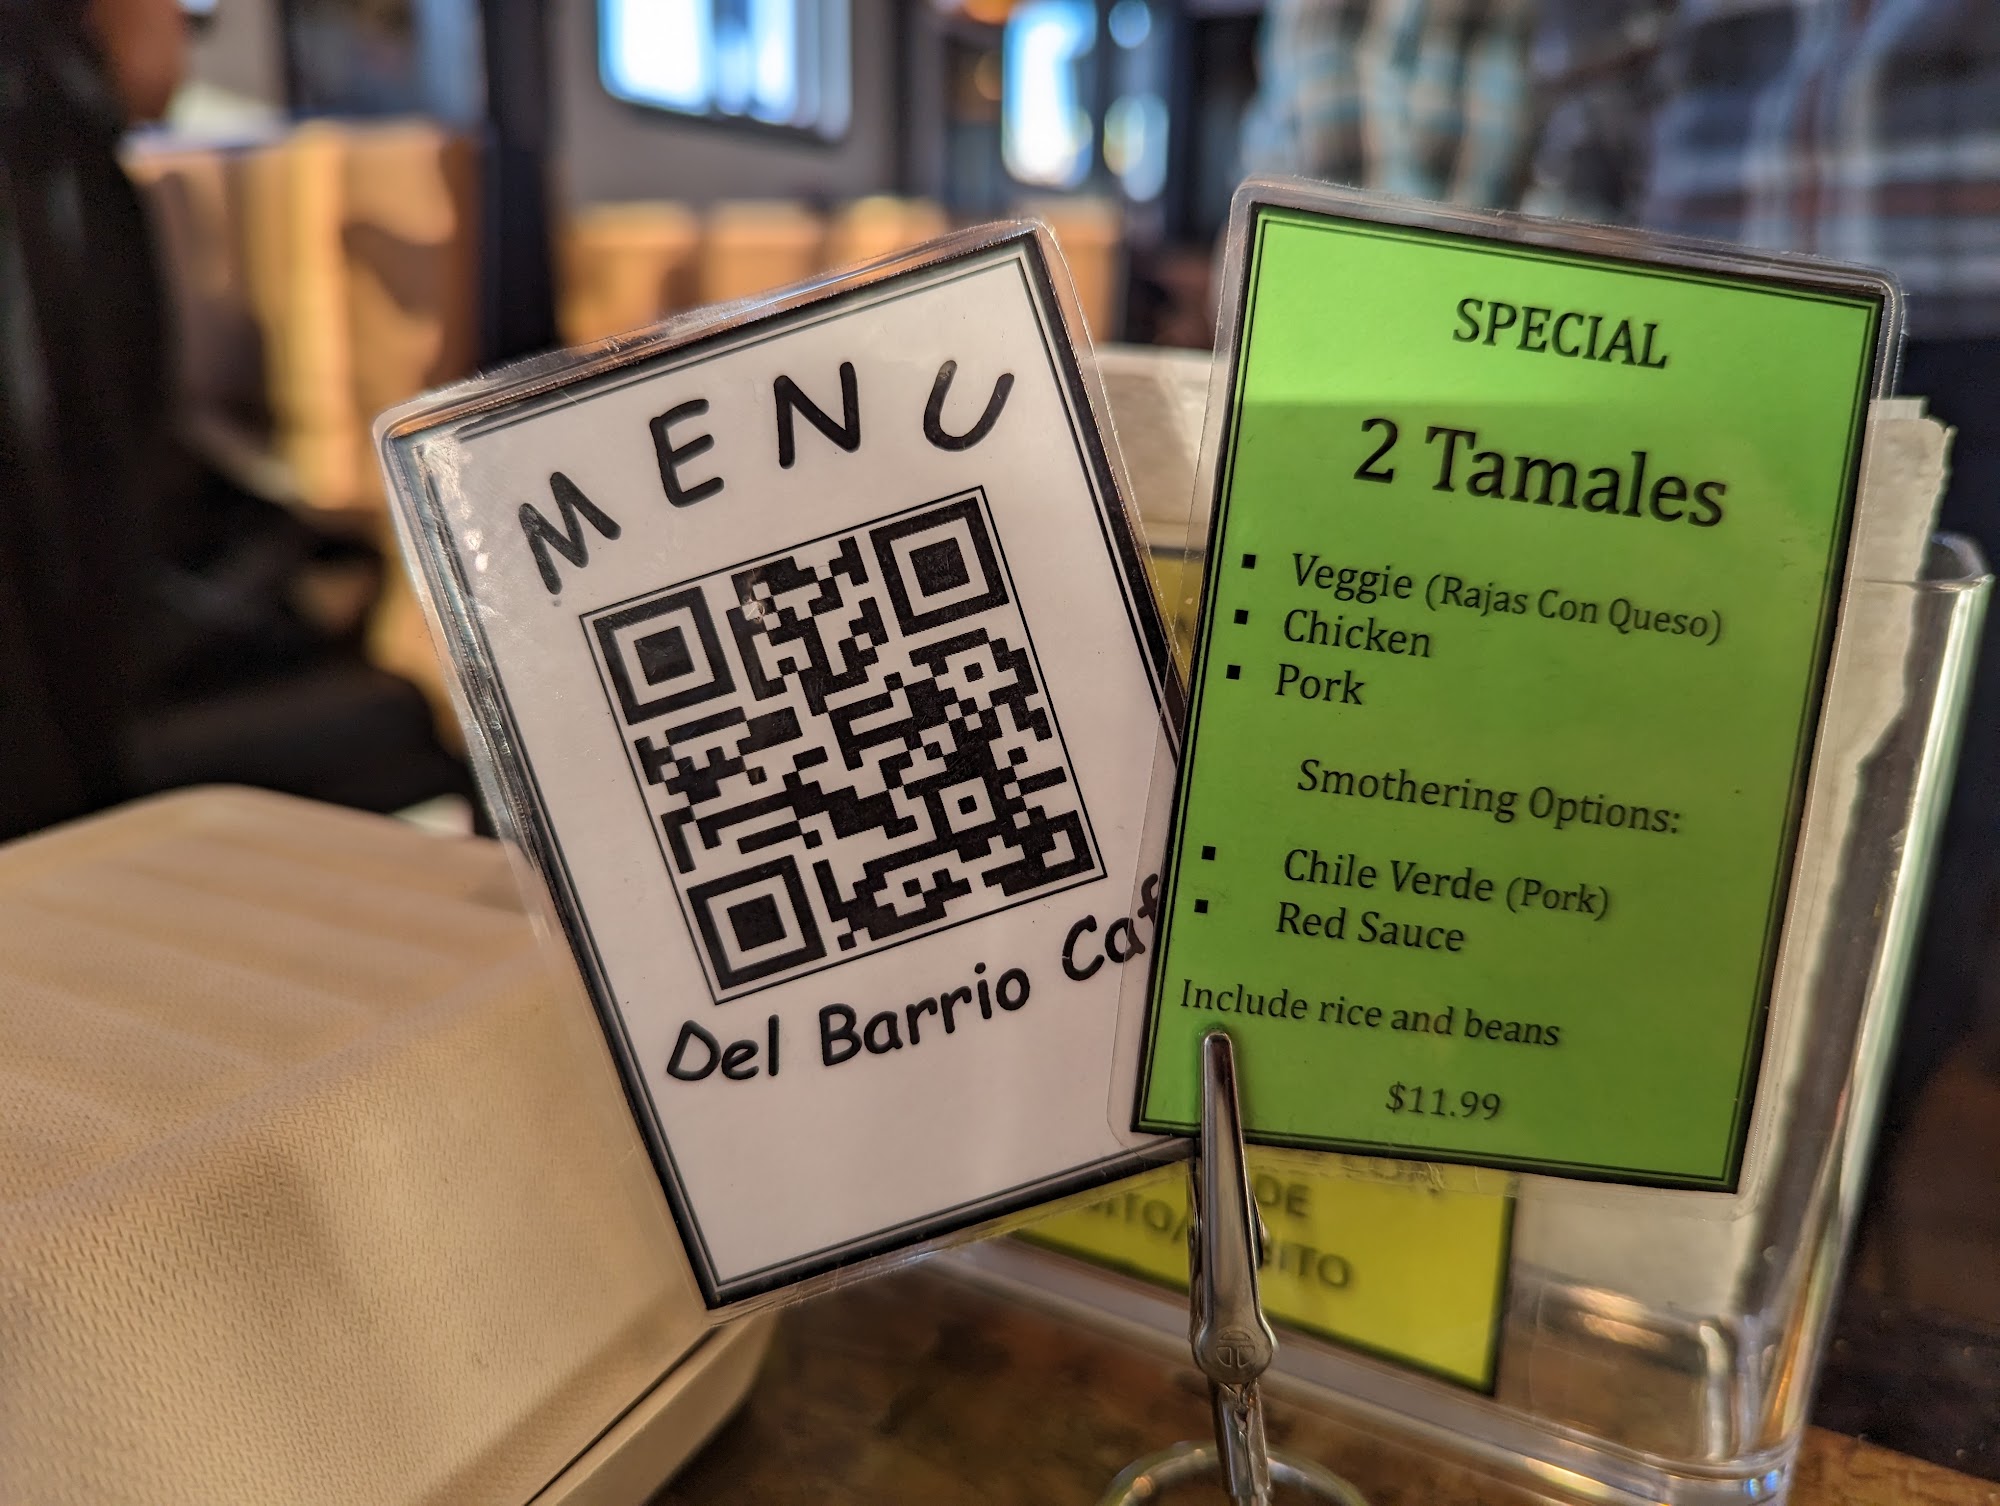 MENU
Del Barrio Caf
SPECIAL
2 Tamales
▪ Veggie (Rajas Con Queso)
▪ Chicken
▪ Pork
Smothering Options:
▪ Chile Verde (Pork)
▪ Red Sauce
Include rice and beans
$11.99
DE